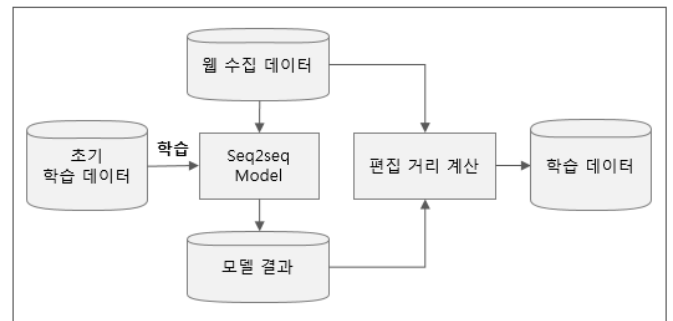 웹 수집 데이터
초기
학습 데이터
학습
Seq2seq
Model
편집 거리 계산
학습 데이터
모델 결과